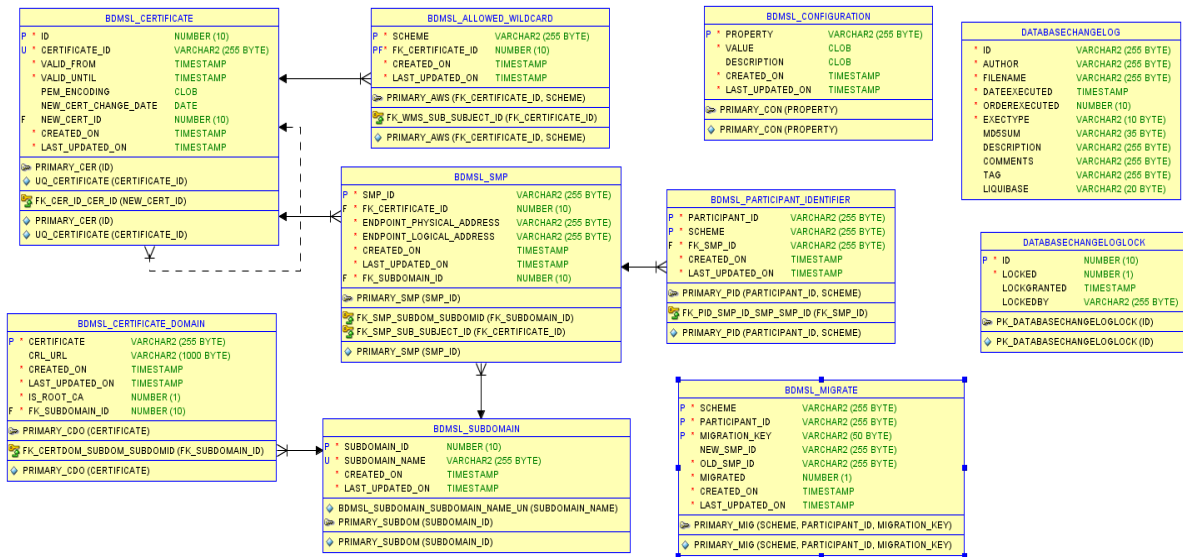 BDMSL_CERTIFICATE
P * ID NUMBER (10)
U * CERTIFICATE_ID VARCHAR2 (255 BYTE)
* VALID_FROM TIMESTAMP
* VALID_UNTIL TIMESTAMP
PEM_ENCODING CLOB
NEW_CERT_CHANGE_DATE DATE
F NEW_CERT_ID NUMBER (10)
* CREATED_ON TIMESTAMP
* LAST_UPDATED_ON TIMESTAMP
PRIMARY_CER (ID)
UQ_CERTIFICATE (CERTIFICATE_ID)
FK_CER_ID_CER_ID (NEW_CERT_ID)
PRIMARY_CER (ID)
UQ_CERTIFICATE (CERTIFICATE_ID)
BDMSL_ALLOWED_WILDCARD
P * SCHEME VARCHAR2 (255 BYTE)
PF* FK_CERTIFICATE_ID NUMBER (10)
* CREATED_ON TIMESTAMP
* LAST_UPDATED_ON TIMESTAMP
PRIMARY_AWS (FK_CERTIFICATE_ID, SCHEME)
FK_WMS_SUB_SUBJECT_ID (FK_CERTIFICATE_ID)
PRIMARY_AWS (FK_CERTIFICATE_ID, SCHEME)
BDMSL_CONFIGURATION
P * PROPERTY VARCHAR2 (255 BYTE)
* VALUE CLOB
DESCRIPTION CLOB
* CREATED_ON TIMESTAMP
* LAST_UPDATED_ON TIMESTAMP
PRIMARY_CON (PROPERTY)
PRIMARY_CON (PROPERTY)
DATABASECHANGELOG
* ID VARCHAR2 (255 BYTE)
* AUTHOR VARCHAR2 (255 BYTE)
* FILENAME VARCHAR2 (255 BYTE)
* DATEEXECUTED TIMESTAMP
* ORDEREXECUTED NUMBER (10)
* EXECTYPE VARCHAR2 (10 BYTE)
MD5SUM VARCHAR2 (35 BYTE)
DESCRIPTION VARCHAR2 (255 BYTE)
COMMENTS VARCHAR2 (255 BYTE)
TAG VARCHAR2 (255 BYTE)
LIQUIBASE VARCHAR2 (20 BYTE)
BDMSL_SMP
P * SMP_ID VARCHAR2 (255 BYTE)
F * FK_CERTIFICATE_ID NUMBER (10)
* ENDPOINT_PHYSICAL_ADDRESS VARCHAR2 (255 BYTE)
* ENDPOINT_LOGICAL_ADDRESS VARCHAR2 (255 BYTE)
* CREATED_ON TIMESTAMP
* LAST_UPDATED_ON TIMESTAMP
F * FK_SUBDOMAIN_ID NUMBER (10)
PRIMARY_SMP (SMP_ID)
FK_SMP_SUBDOM_SUBDOMID (FK_SUBDOMAIN_ID)
FK_SMP_SUB_SUBJECT_ID (FK_CERTIFICATE_ID)
PRIMARY_SMP (SMP_ID)
BDMSL_PARTICIPANT_IDENTIFIER
P * PARTICIPANT_ID VARCHAR2 (255 BYTE)
P * SCHEME VARCHAR2 (255 BYTE)
F * FK_SMP_ID VARCHAR2 (255 BYTE)
* CREATED_ON TIMESTAMP
* LAST_UPDATED_ON TIMESTAMP
PRIMARY_PID (PARTICIPANT_ID, SCHEME)
FK_PID_SMP_ID_SMP_SMP_ID (FK_SMP_ID)
PRIMARY_PID (PARTICIPANT_ID, SCHEME)
DATABASECHANGELOGLOCK
P * ID NUMBER (10)
* LOCKED NUMBER (1)
LOCKGRANTED TIMESTAMP
LOCKEDBY VARCHAR2 (255 BYTE)
PK_DATABASECHANGELOGLOCK (ID)
PK_DATABASECHANGELOGLOCK (ID)
BDMSL_CERTIFICATE_DOMAIN
P * CERTIFICATE VARCHAR2 (255 BYTE)
CRL_URL VARCHAR2 (1000 BYTE)
* CREATED_ON TIMESTAMP
* LAST_UPDATED_ON TIMESTAMP
* IS_ROOT_CA NUMBER (1)
F * FK_SUBDOMAIN_ID NUMBER (10)
PRIMARY_CDO (CERTIFICATE)
FK_CERTDOM_SUBDOM_SUBDOMID (FK_SUBDOMAIN_ID)
PRIMARY_CDO (CERTIFICATE)
BDMSL_SUBDOMAIN
P * SUBDOMAIN_ID NUMBER (10)
U * SUBDOMAIN_NAME VARCHAR2 (255 BYTE)
* CREATED_ON TIMESTAMP
* LAST_UPDATED_ON TIMESTAMP
BDMSL_SUBDOMAIN_SUBDOMAIN_NAME_UN (SUBDOMAIN_NAME)
PRIMARY_SUBDOM (SUBDOMAIN_ID)
PRIMARY_SUBDOM (SUBDOMAIN_ID)
BDMSL_MIGRATE
P * SCHEME VARCHAR2 (255 BYTE)
P * PARTICIPANT_ID VARCHAR2 (255 BYTE)
P * MIGRATION_KEY VARCHAR2 (50 BYTE)
NEW_SMP_ID VARCHAR2 (255 BYTE)
* OLD_SMP_ID VARCHAR2 (255 BYTE)
* MIGRATED NUMBER (1)
* CREATED_ON TIMESTAMP
* LAST_UPDATED_ON TIMESTAMP
PRIMARY_MIG (SCHEME, PARTICIPANT_ID, MIGRATION_KEY)
PRIMARY_MIG (SCHEME, PARTICIPANT_ID, MIGRATION_KEY)